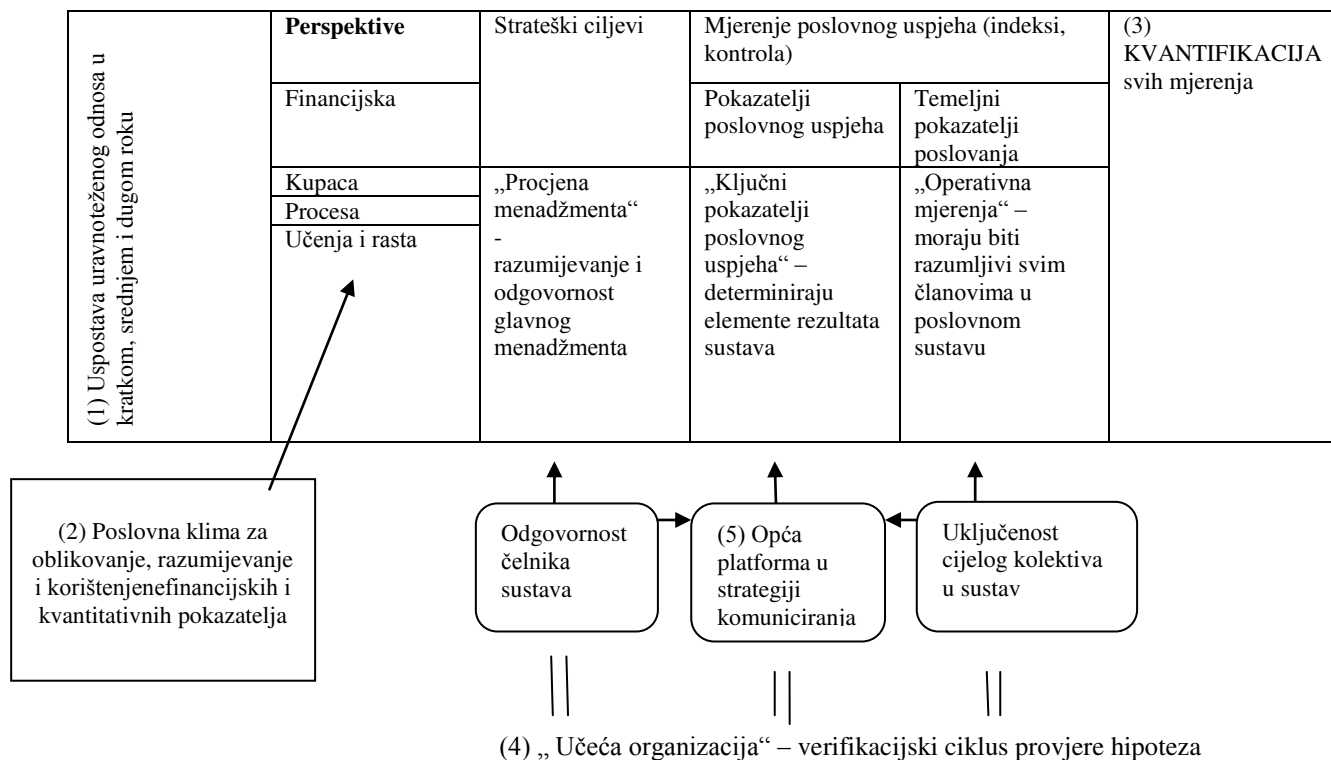 (1) Uspostava uravnoteženog odnosa u
kratkom, srednjem i dugom roku
Perspektive
Strateški ciljevi
Mjerenje poslovnog uspjeha (indeksi,
kontrola)
(3)
KVANTIFIKACIJA
svih mjerenja
Financijska
Pokazatelji
poslovnog uspjeha
Temeljni
pokazatelji
poslovanja
Kupaca
Procesa
Učenja i rasta
„Procjena
menadžmenta“
-
razumijevanje i
odgovornost
glavnog
menadžmenta
„Ključni
pokazatelji
poslovnog
uspjeha“ –
determiniraju
elemente rezultata
sustava
„Operativna
mjerenja“ –
moraju biti
razumljivi svim
članovima u
poslovnom
sustavu
(2) Poslovna klima za
oblikovanje, razumijevanje
i korištenjenefinancijskih i
kvantitativnih pokazatelja
Odgovornost
čelnika
sustava
(5) Opća
platforma u
strategiji
komuniciranja
Uključenost
cijelog kolektiva
u sustav
(4) „ Učeća organizacija“ – verifikacijski ciklus provjere hipoteza